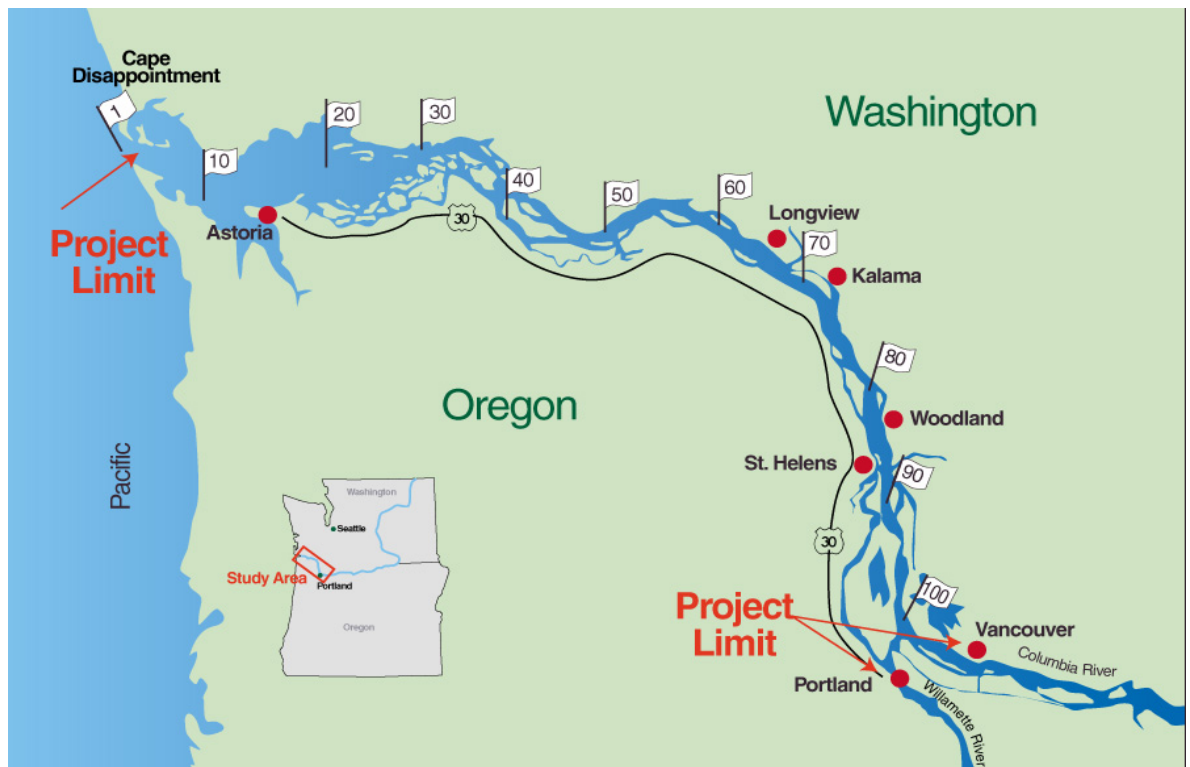 Cape
Disappointment
1
10
20
30
40
50
60
70
80
90
100
Washington
Longview
Kalama
Project
Limit
Astoria
30
Oregon
Woodland
St. Helens
Pacific
Washington
Seattle
Study Area
Portland
Oregon
30
Project
Limit
Vancouver
Columbia River
Portland
Willamette River